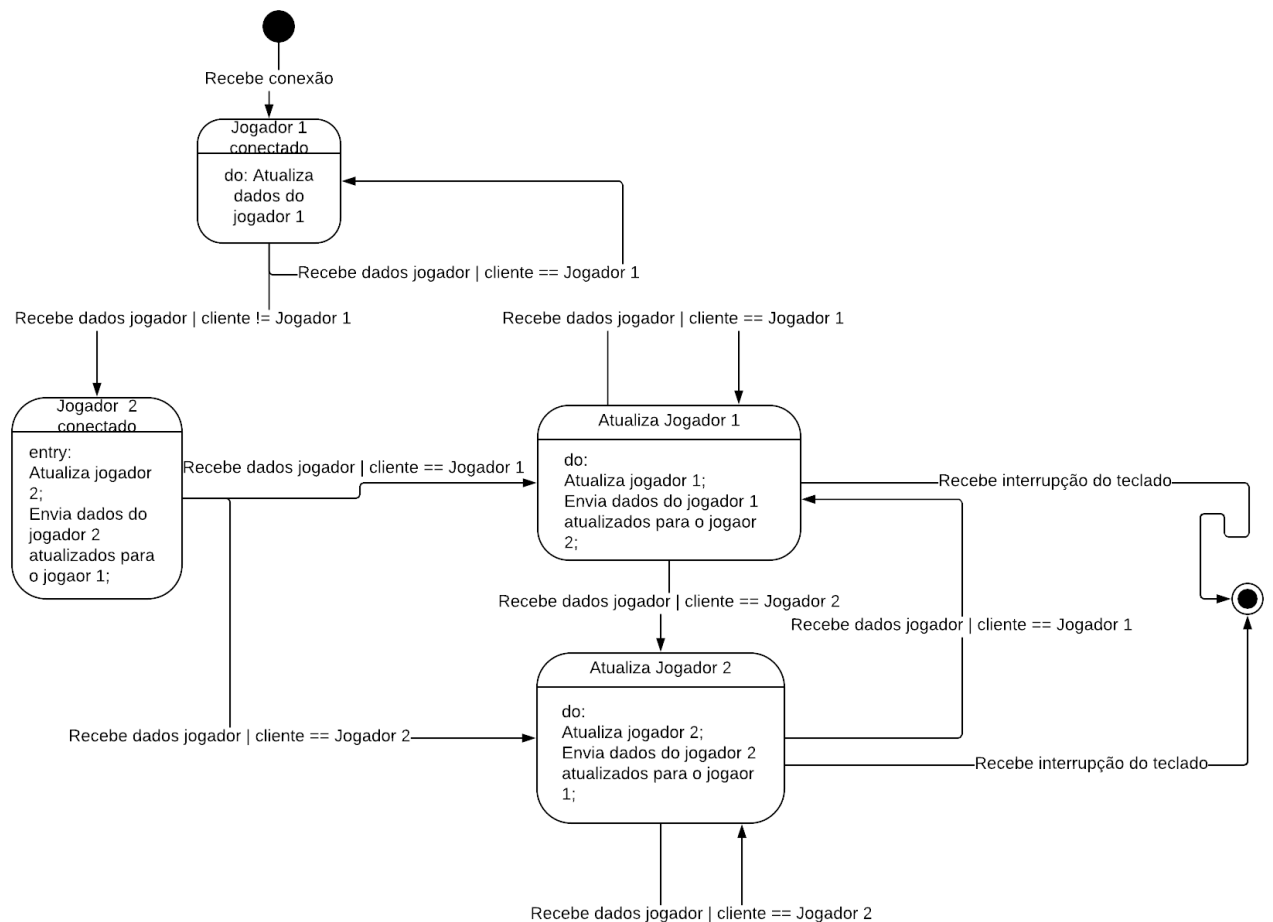 Recebe conexão
Jogador 1
conectado
do: Atualiza
dados do
jogador 1
Recebe dados jogador | cliente == Jogador 1
Recebe dados jogador | cliente != Jogador 1
Recebe dados jogador | cliente == Jogador 1
Jogador 2
conectado
entry:
Atualiza jogador
2;
Envia dados do
jogador 2
atualizados para
o jogaor 1;
Recebe dados jogador | cliente == Jogador 1
Atualiza Jogador 1
do:
Atualiza jogador 1;
Envia dados do jogador 1
atualizados para o jogaor
2;
Recebe interrupção do teclado
Recebe dados jogador | cliente == Jogador 2
Recebe dados jogador | cliente == Jogador 1
Atualiza Jogador 2
do:
Atualiza jogador 2;
Envia dados do jogador 2
atualizados para o jogaor
1;
Recebe dados jogador | cliente == Jogador 2
Recebe interrupção do teclado
Recebe dados jogador | cliente == Jogador 2